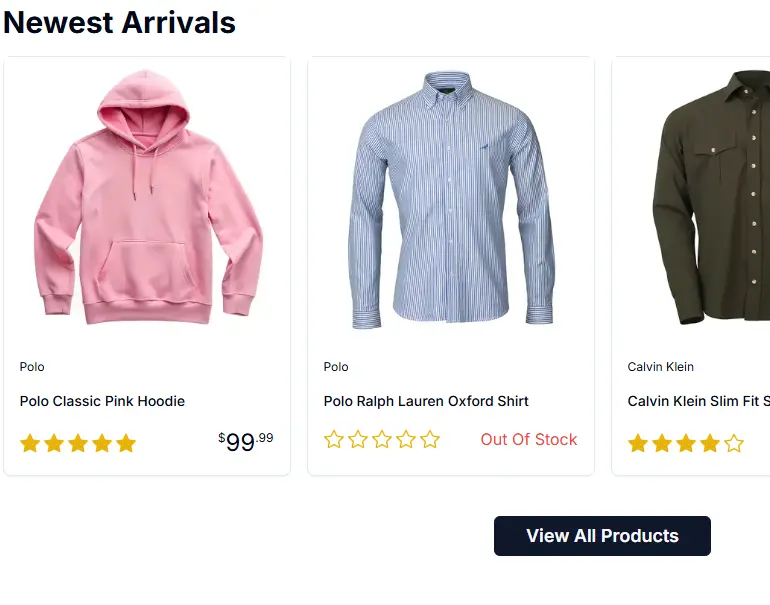 Newest Arrivals
Polo
Polo Classic Pink Hoodie
$99.99
Polo
Polo Ralph Lauren Oxford Shirt
Out Of Stock
Calvin Klein
Calvin Klein Slim Fit S
View All Products